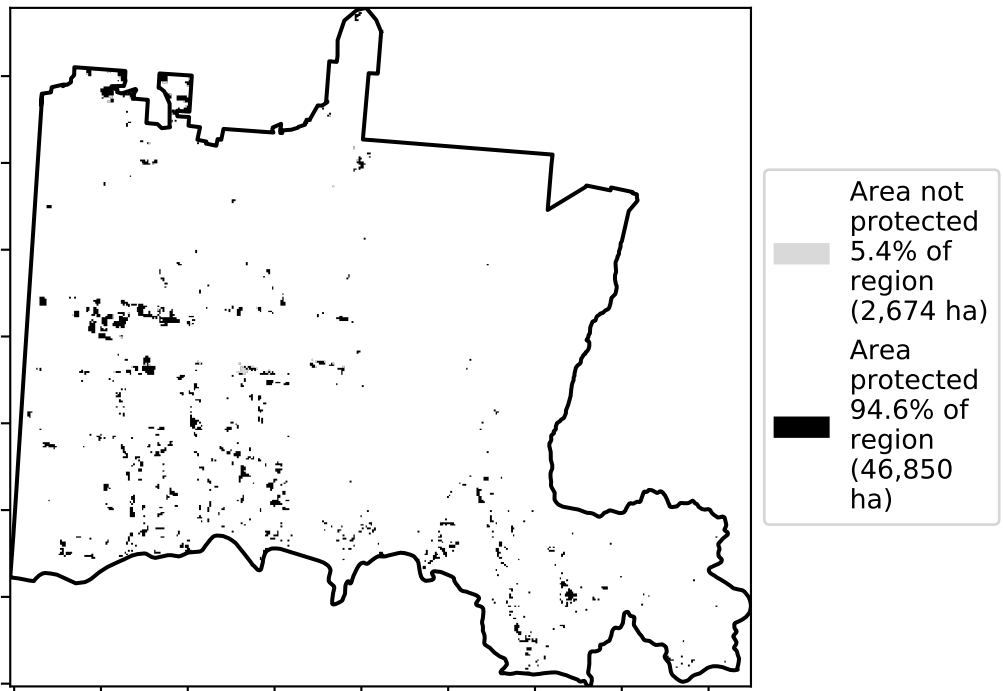 Area not
protected
5.4% of
region
(2,674 ha)
Area
protected
94.6% of
region
(46,850
ha)